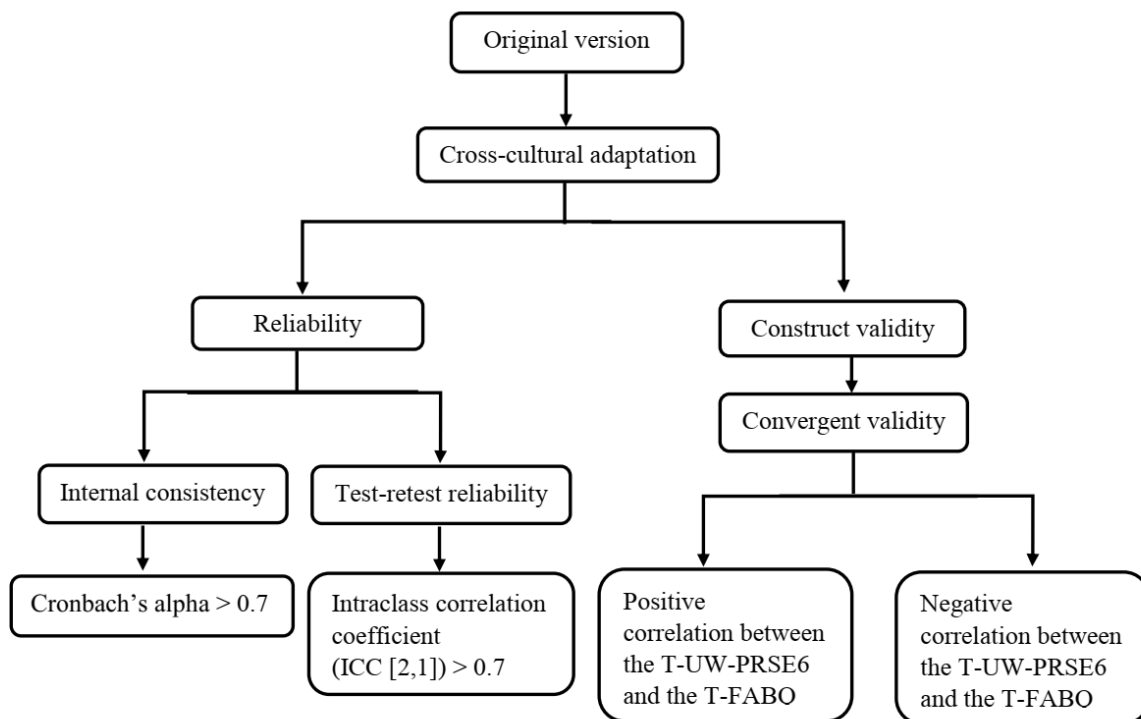 Original version
Cross-cultural adaptation
Reliability
Construct validity
Convergent validity
Internal consistency
Test-retest reliability
Cronbach's alpha > 0.7
Intraclass correlation
coefficient
(ICC [2,1]) > 0.7
Positive
correlation between
the T-UW-PRSE6
and the T-FABQ
Negative
correlation between
the T-UW-PRSE6
and the T-FABQ